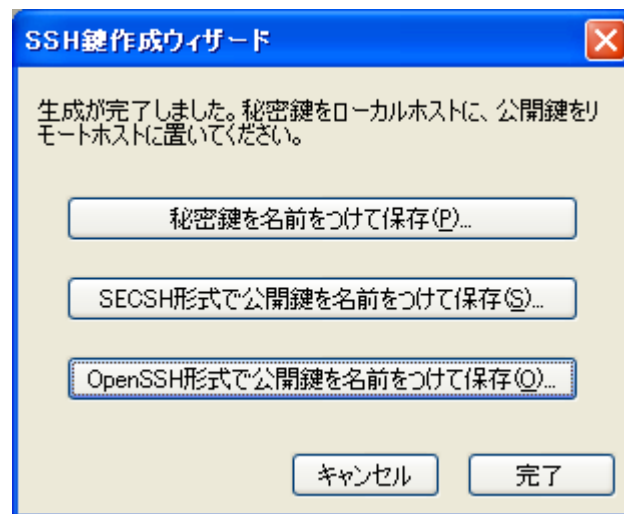 SSH鍵作成ウィザード
生成が完了しました。秘密鍵をローカルホストに、公開鍵をリ
モートホストに置いてください。
秘密鍵を名前をつけて保存(P)...
SECSH形式で公開鍵を名前をつけて保存(S)...
OpenSSH形式で公開鍵を名前をつけて保存(O)...
キャンセル
完了